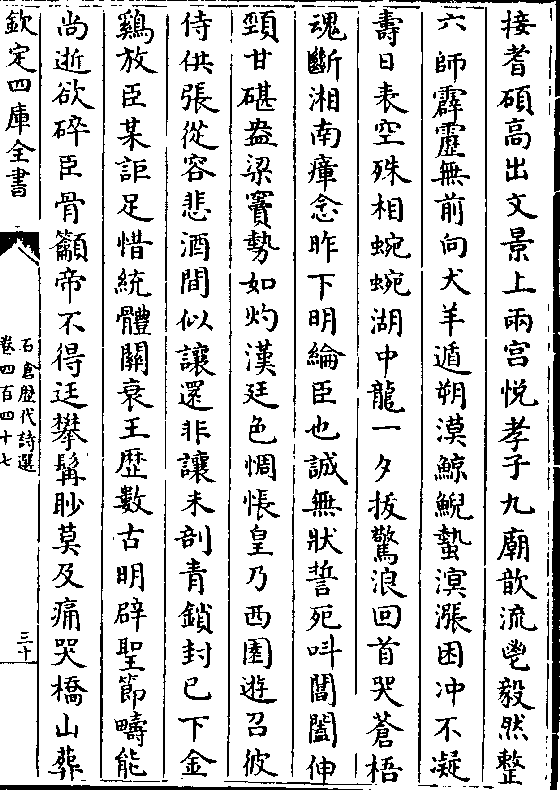 接耆碩高出文景上兩宫悦孝子九廟歆流鬯毅然整
六師霹靂無前向犬羊遁朔漠鯨鯢蟄溟漲困冲不凝
壽日表空殊相蜿蜿湖中龍一夕拔驚浪回首哭蒼梧
魂斷湘南瘴念昨下明綸臣也誠無狀誓死呌閶闔伸
頸甘碪盎梁竇勢如灼漢廷色惆悵皇乃西園遊召彼
侍供張從容悲酒間似讓還非讓未剖青鎖封已下金
鷄放臣某詎足惜統體關衰王歴數古明辟聖節疇能
尚逝欲碎臣骨籲帝不得迋攀髯眇莫及痛哭橋山葬
欽定四庫全書
石倉歴代詩選
卷四百四十七
三十